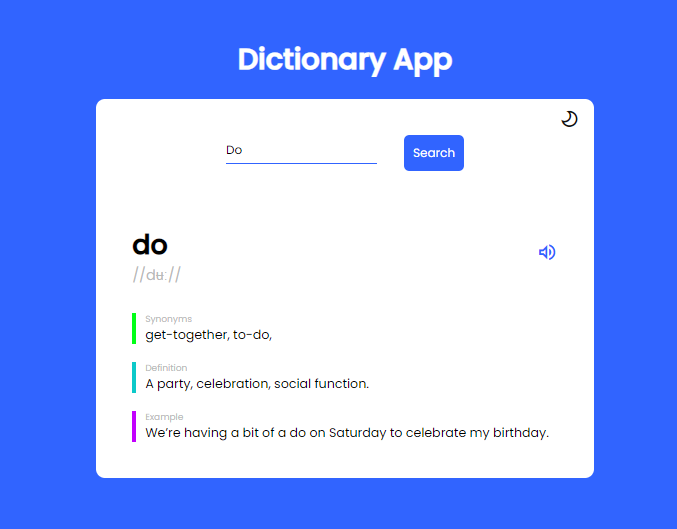 Dictionary App
Do
Search
do
//dʉː//
Synonyms
get-together, to-do,
Definition
A party, celebration, social function.
Example
We’re having a bit of a do on Saturday to celebrate my birthday.